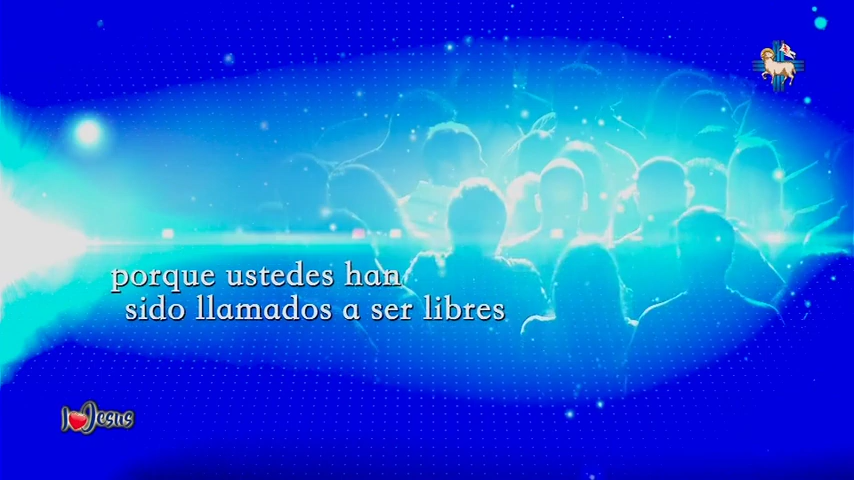 porque ustedes han
sido llamados a ser libres
I Jesus